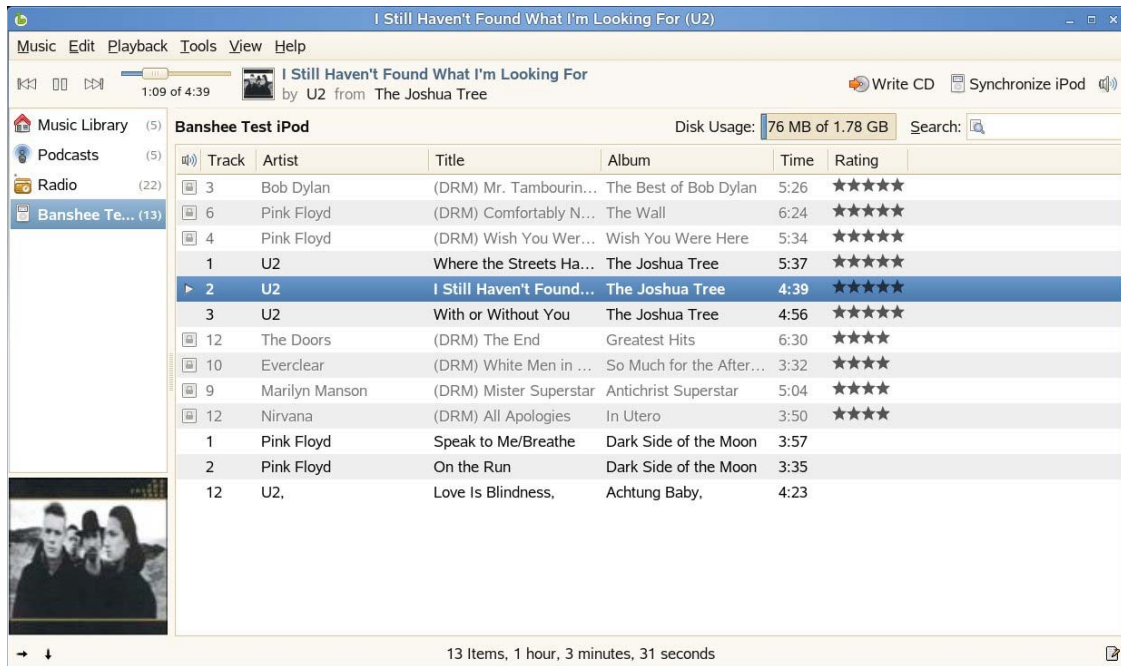 I Still Haven't Found What I'm Looking For (U2)
Music Edit Playback Tools View Help
I Still Haven't Found What I'm Looking For
1:09 of 4:39 by U2 from The Joshua Tree Write CD Synchronize iPod
Music Library (5) Banshee Test iPod Disk Usage: 76 MB of 1.78 GB Search:
Podcasts (5)
Radio (22)
Banshee Te... (13)
Track Artist Title Album Time Rating
3 Bob Dylan (DRM) Mr. Tambourin... The Best of Bob Dylan 5:26 ★★★★★
6 Pink Floyd (DRM) Comfortably N... The Wall 6:24 ★★★★★
4 Pink Floyd (DRM) Wish You Wer... Wish You Were Here 5:34 ★★★★★
1 U2 Where the Streets Ha... The Joshua Tree 5:37 ★★★★★
2 U2 I Still Haven't Found... The Joshua Tree 4:39 ★★★★★
3 U2 With or Without You The Joshua Tree 4:56 ★★★★★
12 The Doors (DRM) The End Greatest Hits 6:30 ★★★★
10 Everclear (DRM) White Men in ... So Much for the After... 3:32 ★★★★
9 Marilyn Manson (DRM) Mister Superstar Antichrist Superstar 5:04 ★★★★
12 Nirvana (DRM) All Apologies In Utero 3:50 ★★★★
1 Pink Floyd Speak to Me/Breathe Dark Side of the Moon 3:57
2 Pink Floyd On the Run Dark Side of the Moon 3:35
12 U2, Love Is Blindness, Achtung Baby, 4:23
13 Items, 1 hour, 3 minutes, 31 seconds